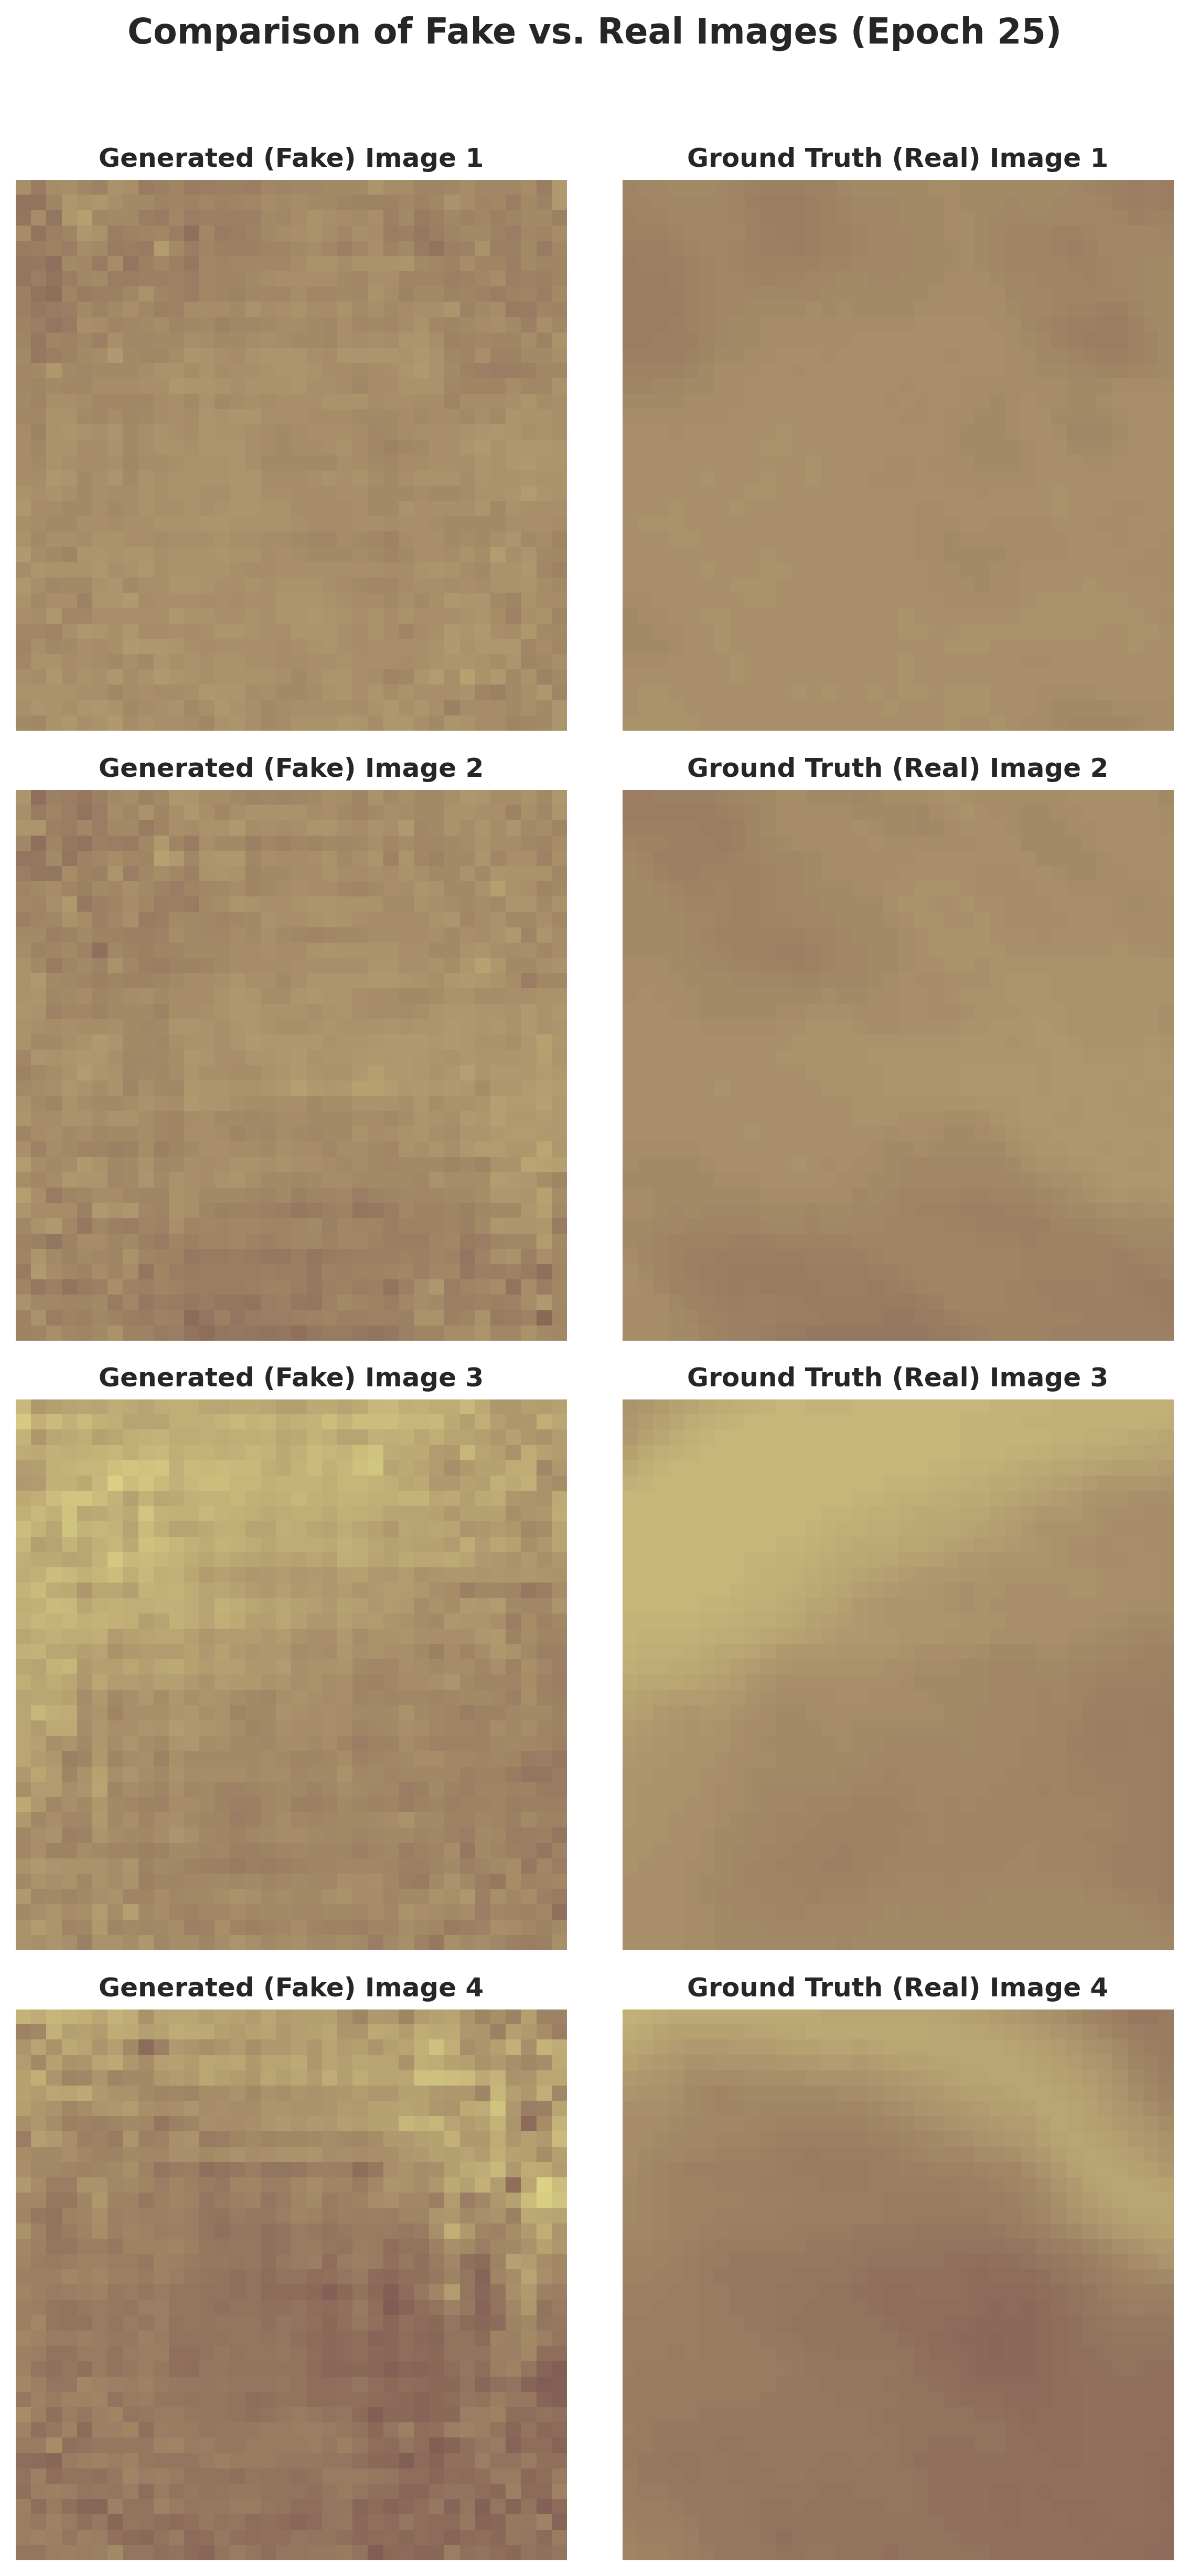 Comparison of Fake vs. Real Images (Epoch 25)
Generated (Fake) Image 1
Ground Truth (Real) Image 1
Generated (Fake) Image 2
Ground Truth (Real) Image 2
Generated (Fake) Image 3
Ground Truth (Real) Image 3
Generated (Fake) Image 4
Ground Truth (Real) Image 4